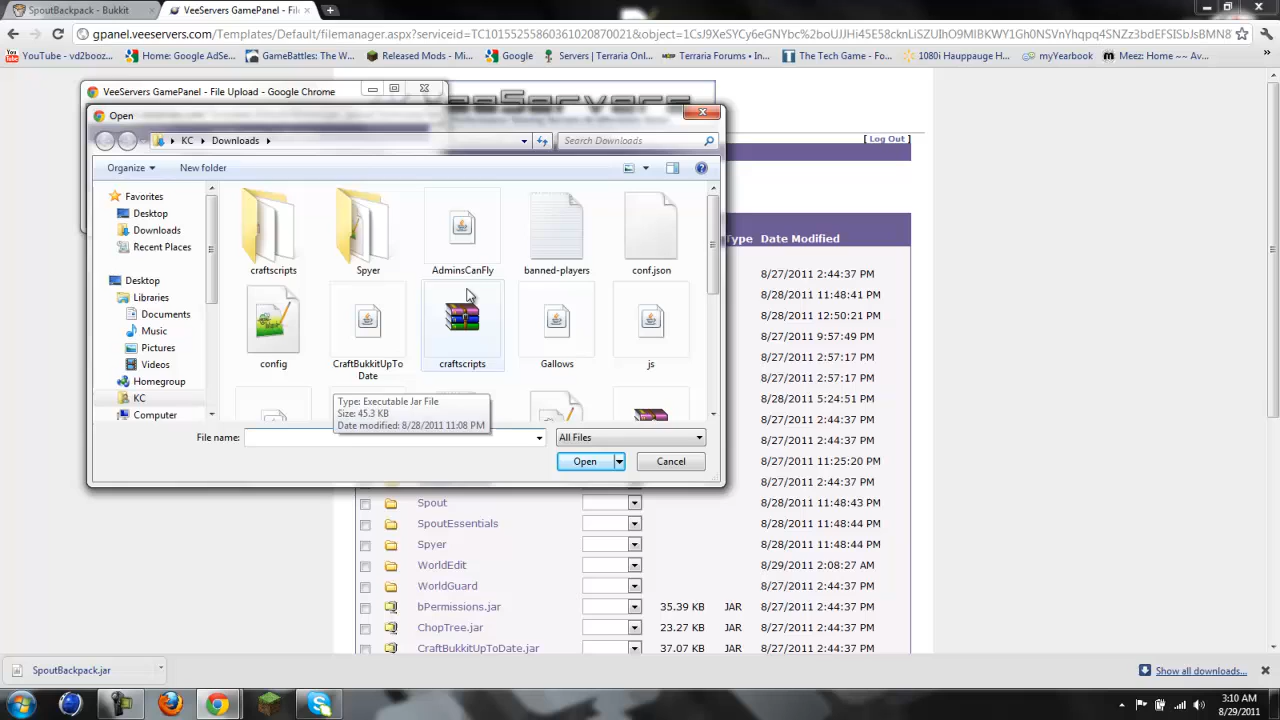 SpoutBackpack - Bukkit
VeeServers GamePanel - Fil
gpanel.veeservers.com/Templates/Default/filemanager.aspx?serviceid=
YouTube - vd2booz...
Home: Google AdSe...
GameBattles: The W...
Released Mods - Mi...
Google
Servers | Terraria Onl...
Terraria Forums • In...
The Tech Game - Fo...
1080i Hauppauge H...
myYearbook
Meez: Home ~~ Av...
VeeServers GamePanel - File Upload - Google Chrome
Open
[ Log Out ]
KC Downloads
Search Downloads
Organize
New folder
Favorites
Desktop
Downloads
Recent Places
Desktop
Libraries
Documents
Music
Pictures
Videos
Homegroup
KC
Computer
craftscripts
Spyer
AdminsCanFly
banned-players
conf.json
config
CraftBukkitUpTo
Date
craftscripts
Gallows
js
Type: Executable Jar File
Size: 45.3 KB
Date modified: 8/28/2011 11:08 PM
File name:
All Files
Open
Cancel
Type Date Modified
8/27/2011 2:44:37 PM
8/28/2011 11:48:41 PM
8/28/2011 12:50:21 PM
8/27/2011 9:57:49 PM
8/27/2011 2:57:17 PM
8/27/2011 2:57:17 PM
8/28/2011 5:24:51 PM
8/27/2011 2:44:37 PM
8/27/2011 2:44:37 PM
8/27/2011 11:25:20 PM
8/27/2011 2:44:37 PM
Spout 8/28/2011 11:48:43 PM
SpoutEssentials 8/28/2011 11:48:44 PM
Spyer 8/28/2011 11:48:44 PM
WorldEdit 8/29/2011 2:08:27 AM
WorldGuard 8/27/2011 2:44:37 PM
bPermissions.jar 35.39 KB JAR 8/27/2011 2:44:37 PM
ChopTree.jar 23.27 KB JAR 8/27/2011 2:44:37 PM
CraftBukkitUpToDate.jar 37.07 KB JAR 8/27/2011 2:44:37 PM
SpoutBackpack.jar
Show all downloads...
3:10 AM
8/29/2011